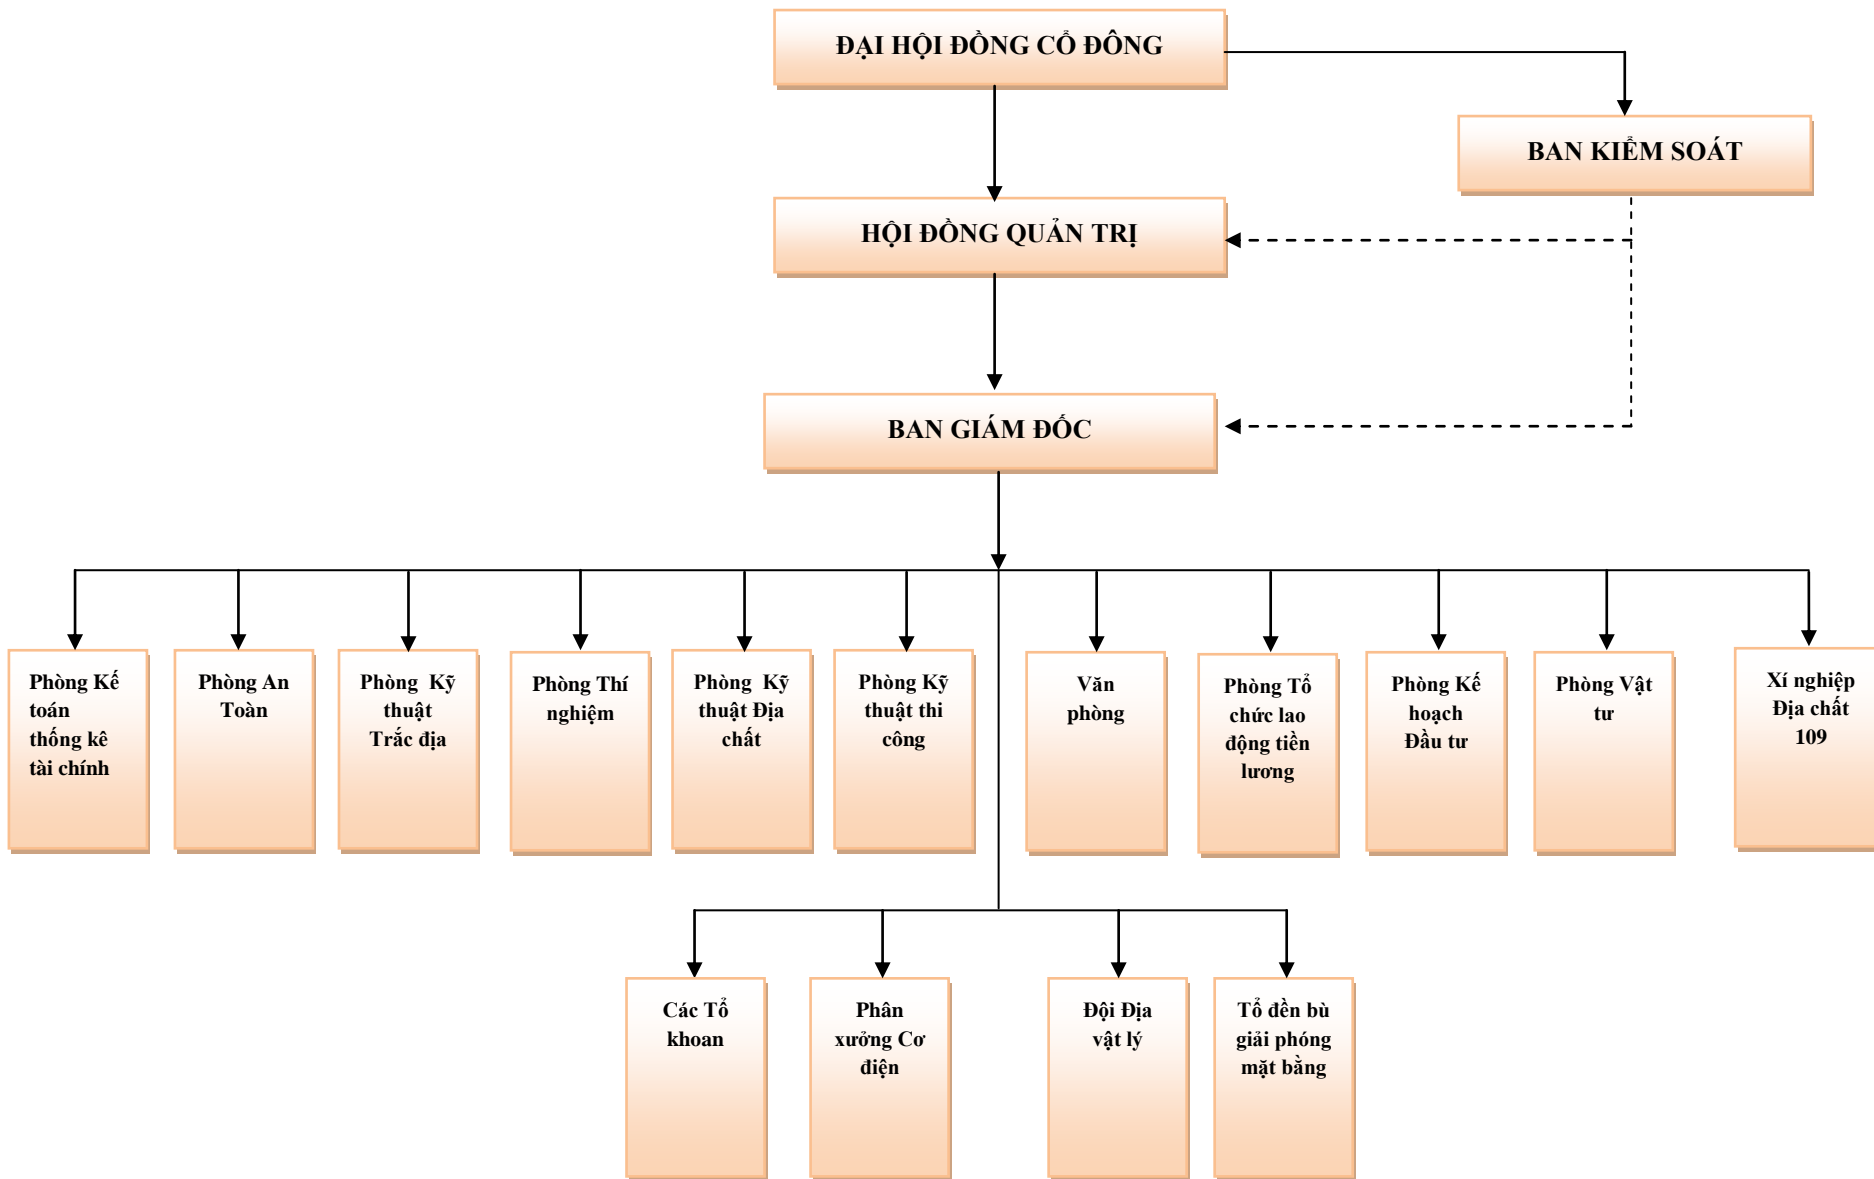 ĐẠI HỘI ĐỒNG CỔ ĐÔNG
BAN KIỂM SOÁT
HỘI ĐỒNG QUẢN TRỊ
BAN GIÁM ĐỐC
Phòng Kế
toán
thống kê
tài chính
Phòng An
Toàn
Phòng Kỹ
thuật
Trắc địa
Phòng Thí
nghiệm
Phòng Kỹ
thuật Địa
chất
Phòng Kỹ
thuật thi
công
Văn
phòng
Phòng Tổ
chức lao
động tiền
lương
Phòng Kế
hoạch
Đầu tư
Phòng Vật
tư
Xí nghiệp
Địa chất
109
Các Tổ
khoan
Phân
xưởng Cơ
điện
Đội Địa
vật lý
Tổ đền bù
giải phóng
mặt bằng